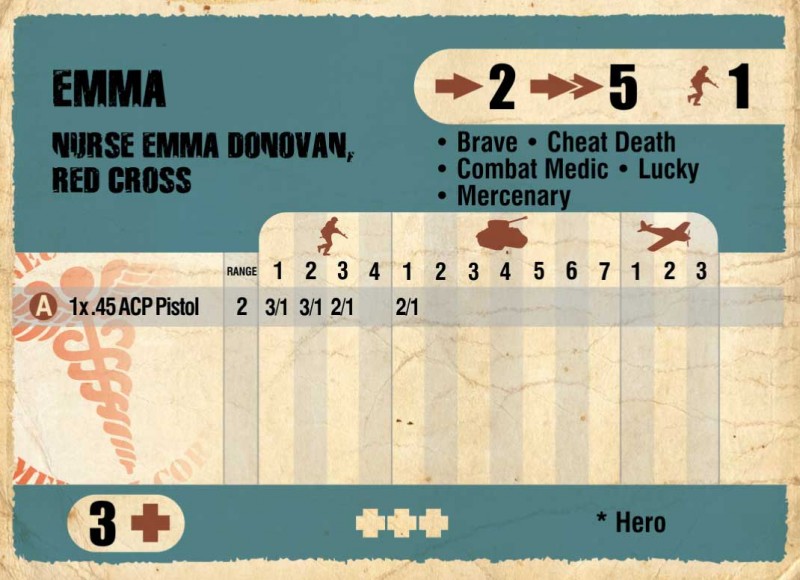 EMMA
2 5 1
NURSE EMMA DONOVAN,
RED CROSS
• Brave • Cheat Death
• Combat Medic • Lucky
• Mercenary
RANGE 1 2 3 4 1 2 3 4 5 6 7 1 2 3
A 1x .45 ACP Pistol 2 3/1 3/1 2/1 2/1
3
* Hero